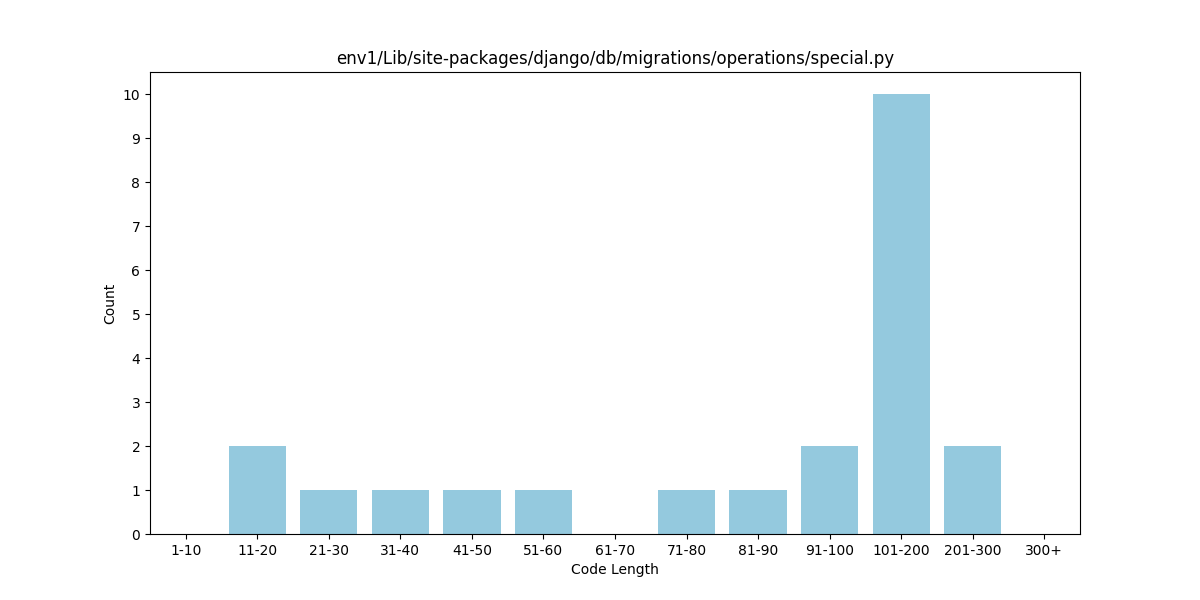 env1/Lib/site-packages/django/db/migrations/operations/special.py
Count
10
9
8
7
6
5
4
3
2
1
0
1-10 11-20 21-30 31-40 41-50 51-60 61-70 71-80 81-90 91-100 101-200 201-300 300+
Code Length